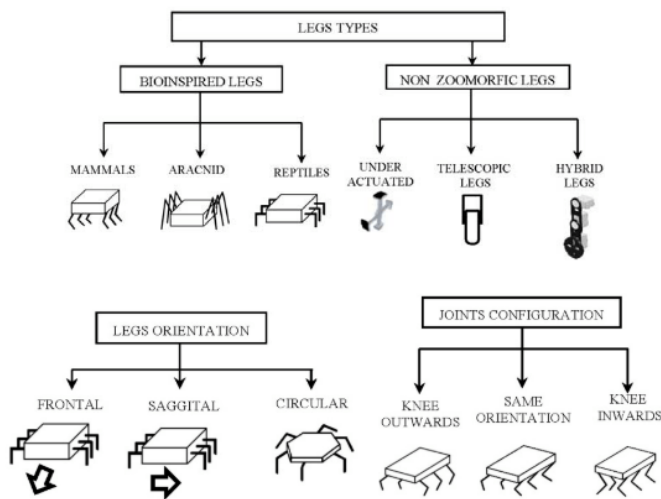 LEGS TYPES
BIOINSPIRED LEGS
NON ZOOMORFIC LEGS
MAMMALS
ARACNID
REPTILES
UNDER
ACTUATED
TELESCOPIC
LEGS
HYBRID
LEGS
LEGS ORIENTATION
FRONTAL
SAGGITAL
CIRCULAR
JOINTS CONFIGURATION
KNEE
OUTWARDS
SAME
ORIENTATION
KNEE
INWARDS